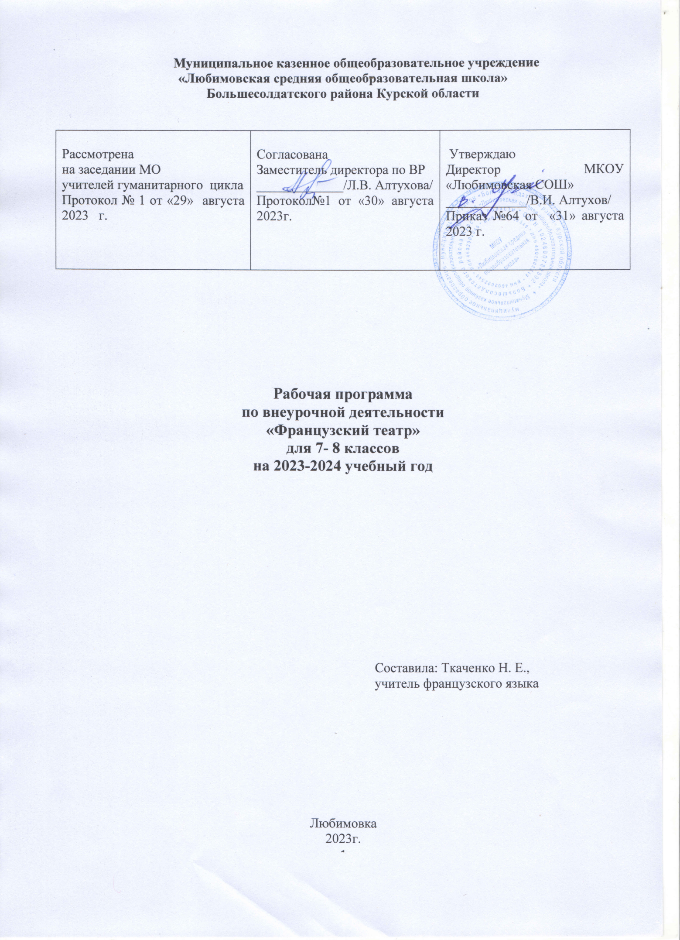 Муниципальное казенное общеобразовательное учреждение
«Любимовская средняя общеобразовательная школа»
Большесолдатского района Курской области
Рассмотрена
на заседании МО
учителей гуманитарного цикла
Протокол № 1 от «29» августа
2023 г.
Согласована
Заместитель директора по ВР
_____________/Л.В. Алтухова/
Протокол№1 от «30» августа
2023г.
Утверждаю
Директор МКОУ
«Любимовская СОШ»
____________/В.И. Алтухов/
Приказ №64 от «31» августа
2023 г.
Рабочая программа
по внеурочной деятельности
«Французский театр»
для 7- 8 классов
на 2023-2024 учебный год
Составила: Ткаченко Н. Е.,
учитель французского языка
Любимовка
2023г.